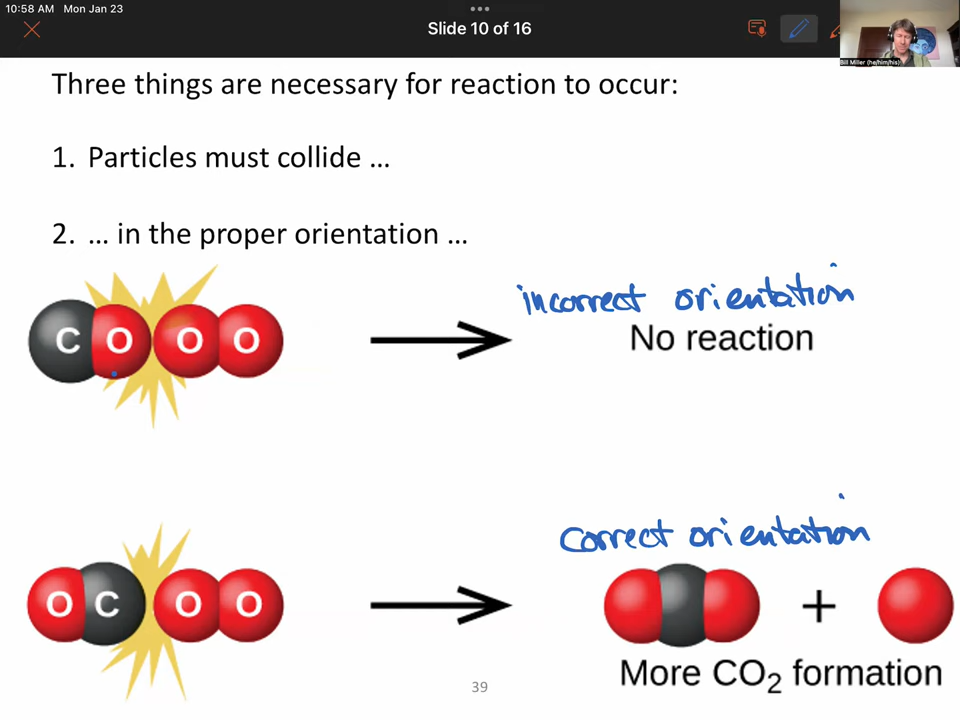 10:58 AM Mon Jan 23
Slide 10 of 16
Bill Miller (he/him/his)
Three things are necessary for reaction to occur:
1. Particles must collide …
2. … in the proper orientation …
incorrect orientation
C O O O
No reaction
correct orientation
O C O O
+
More CO₂ formation
39